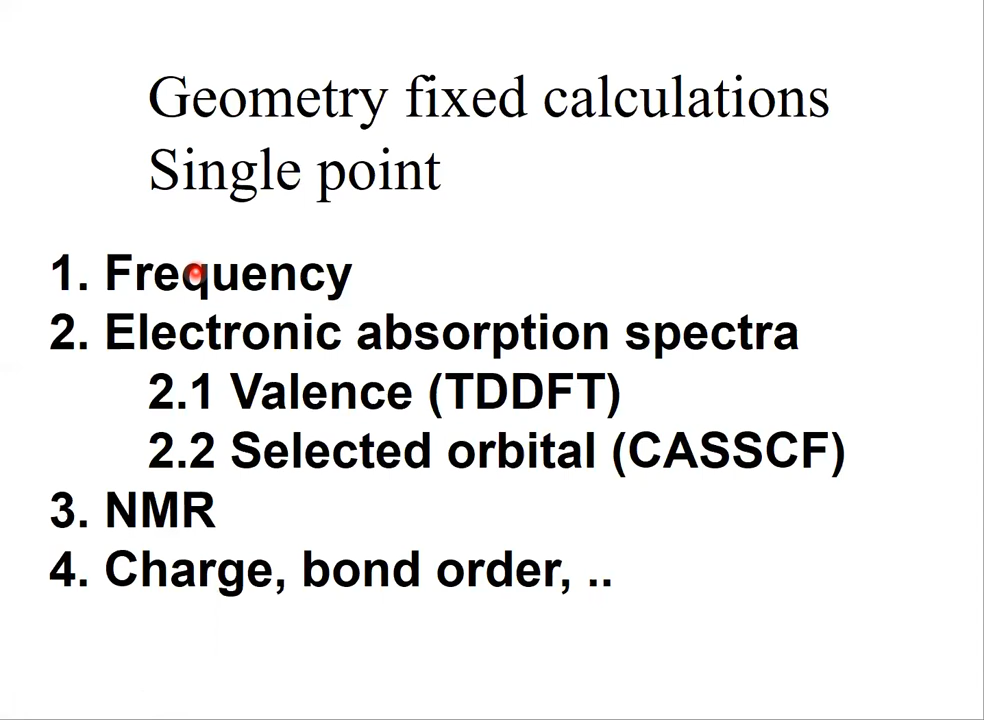 Geometry fixed calculations
Single point
1. Frequency
2. Electronic absorption spectra
2.1 Valence (TDDFT)
2.2 Selected orbital (CASSCF)
3. NMR
4. Charge, bond order, ..